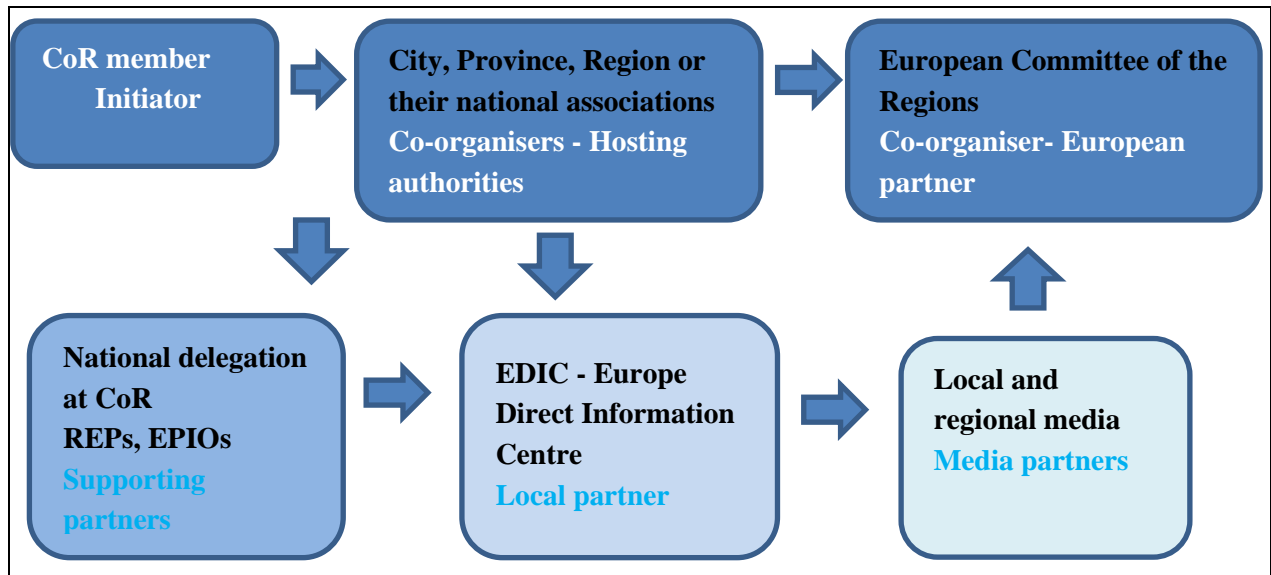 CoR member
Initiator
City, Province, Region or
their national associations
Co-organisers - Hosting
authorities
European Committee of the
Regions
Co-organiser- European
partner
National delegation
at CoR
REPs, EPIOs
Supporting
partners
EDIC - Europe
Direct Information
Centre
Local partner
Local and
regional media
Media partners